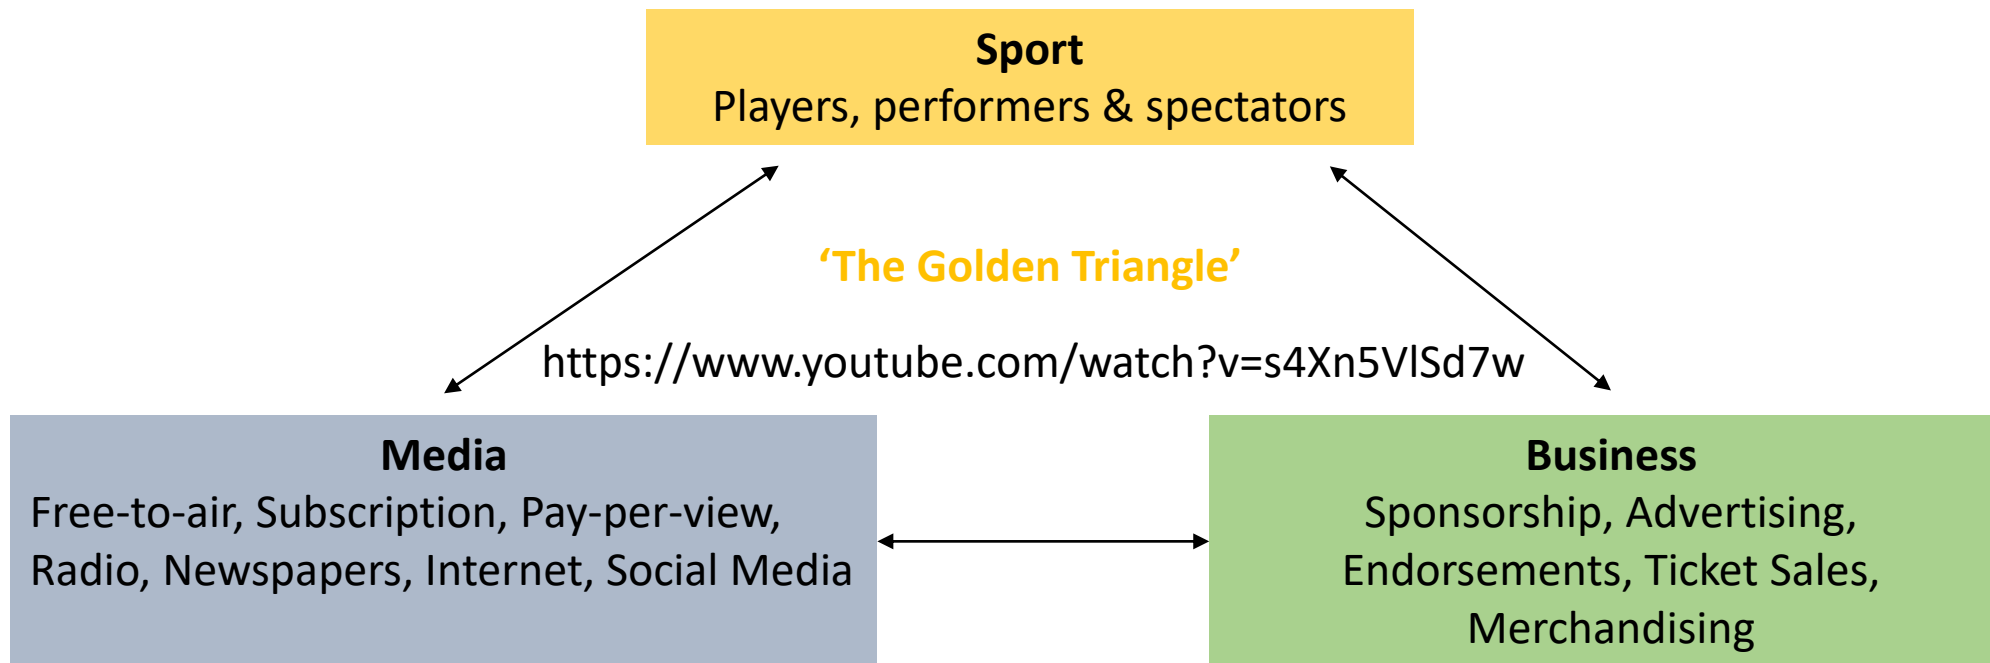 Sport
Players, performers & spectators
‘The Golden Triangle’
https://www.youtube.com/watch?v=s4Xn5VlSd7w
Media
Free-to-air, Subscription, Pay-per-view,
Radio, Newspapers, Internet, Social Media
Business
Sponsorship, Advertising,
Endorsements, Ticket Sales,
Merchandising